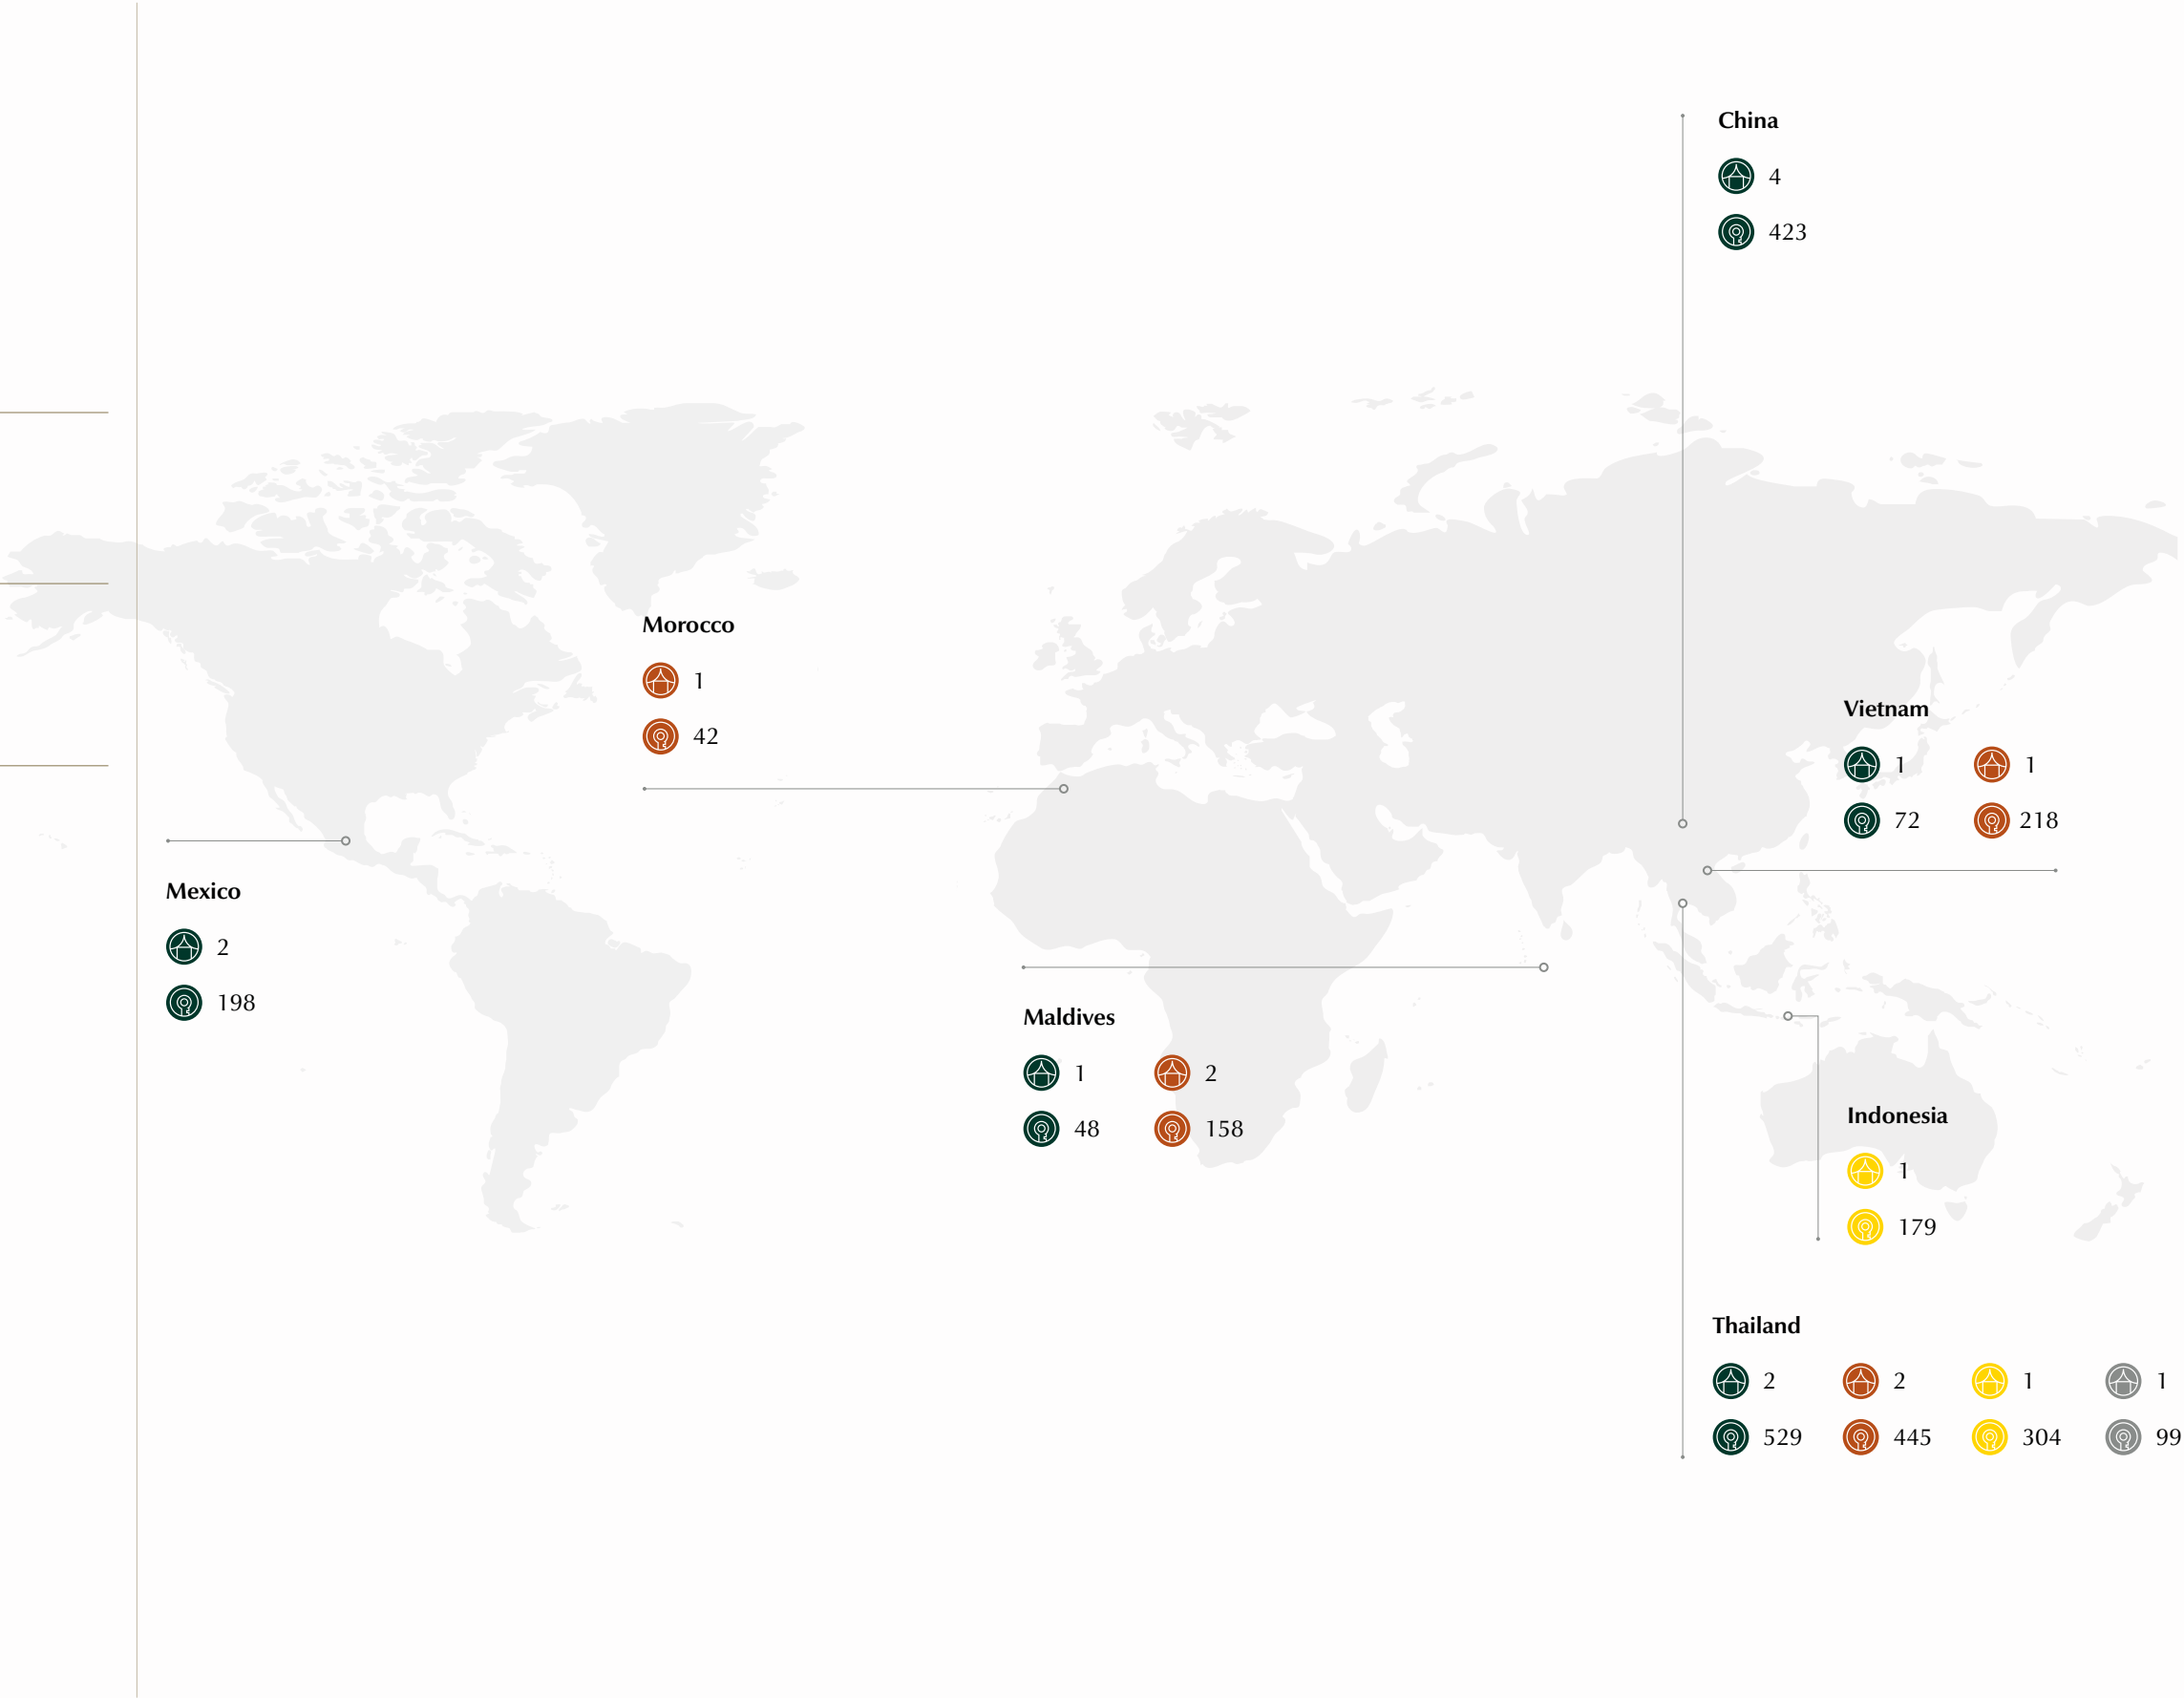 China
4
423
Morocco
1
42
Vietnam
1 1
72 218
Mexico
2
198
Maldives
1 2
48 158
Indonesia
1
179
Thailand
2 2 1 1
529 445 304 99